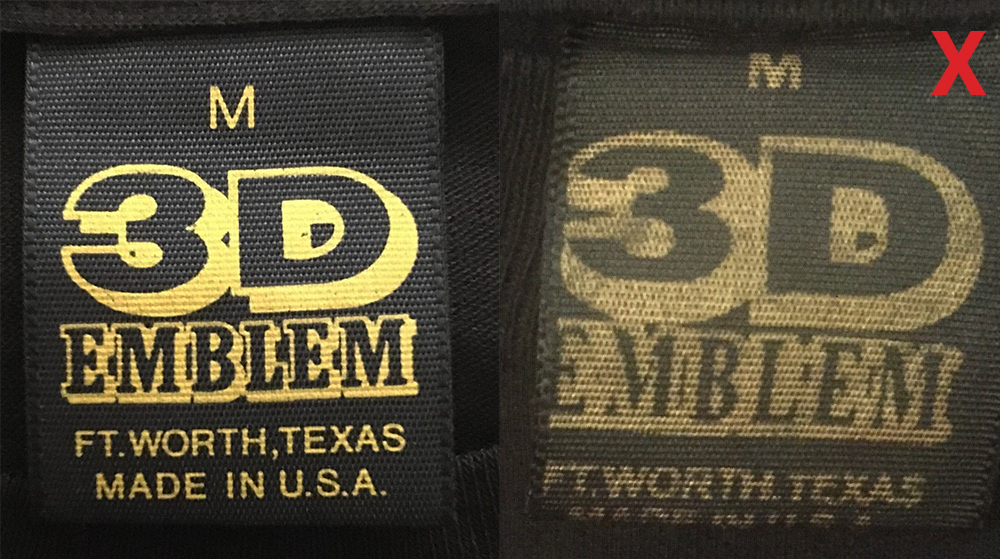 M
3D
EMBLEM
FT.WORTH,TEXAS
MADE IN U.S.A.
X
M
3D
EMBLEM
FT.WORTH.TEXAS